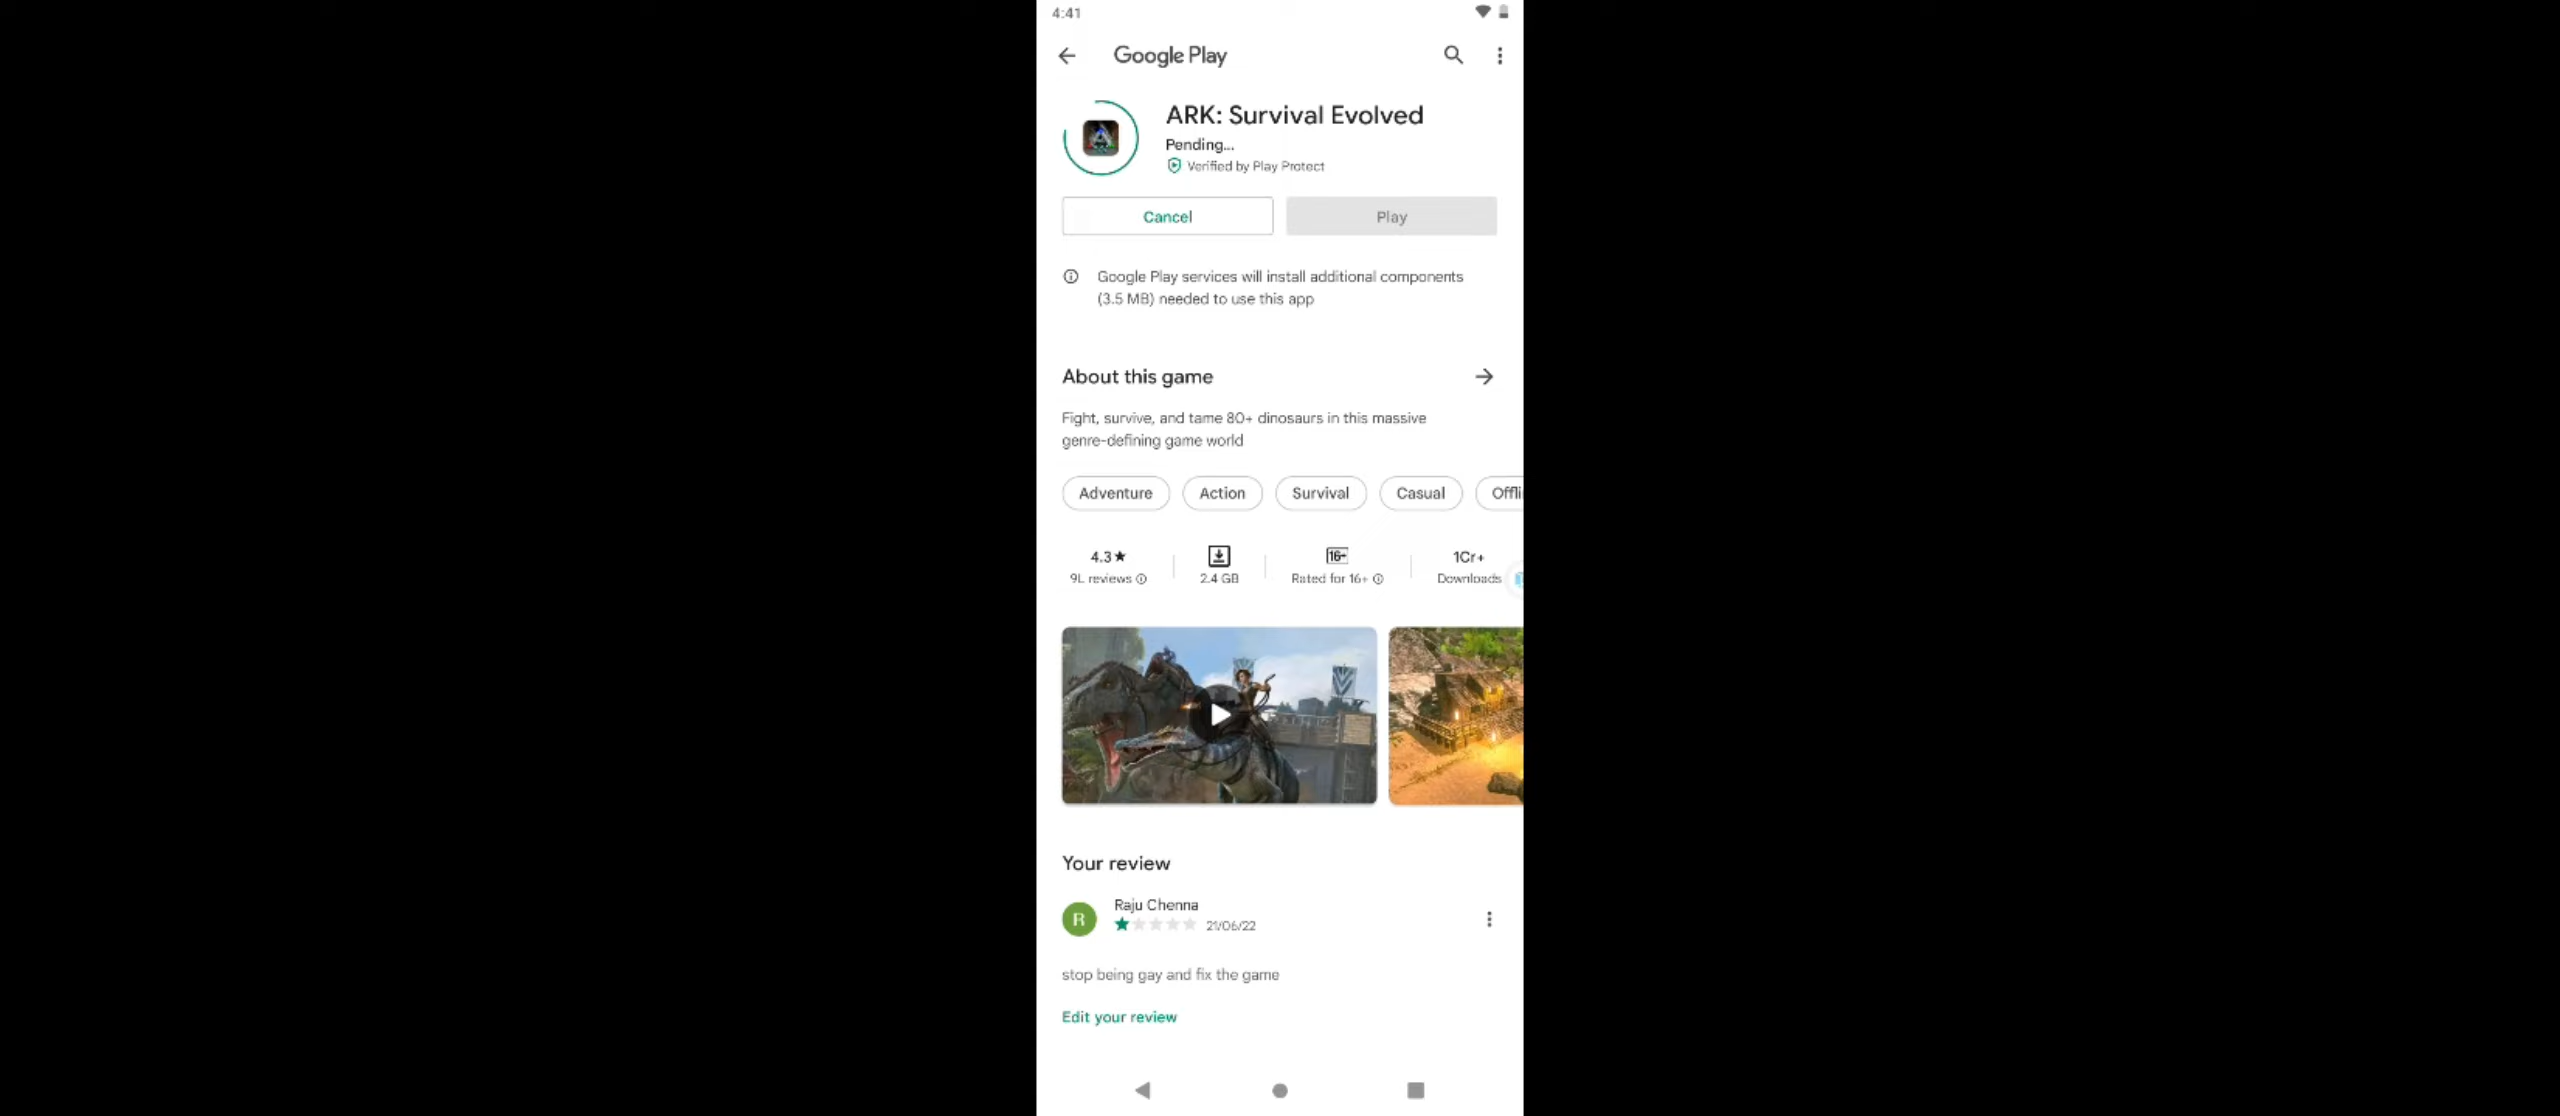 4:41
Google Play
ARK: Survival Evolved
Pending...
Verified by Play Protect
Cancel
Play
Google Play services will install additional components
(3.5 MB) needed to use this app
About this game
Fight, survive, and tame 80+ dinosaurs in this massive
genre-defining game world
Adventure
Action
Survival
Casual
Offli
4.3★
9L reviews
2.4 GB
16+
Rated for 16+
1Cr+
Downloads
Your review
R
Raju Chenna
21/06/22
stop being gay and fix the game
Edit your review